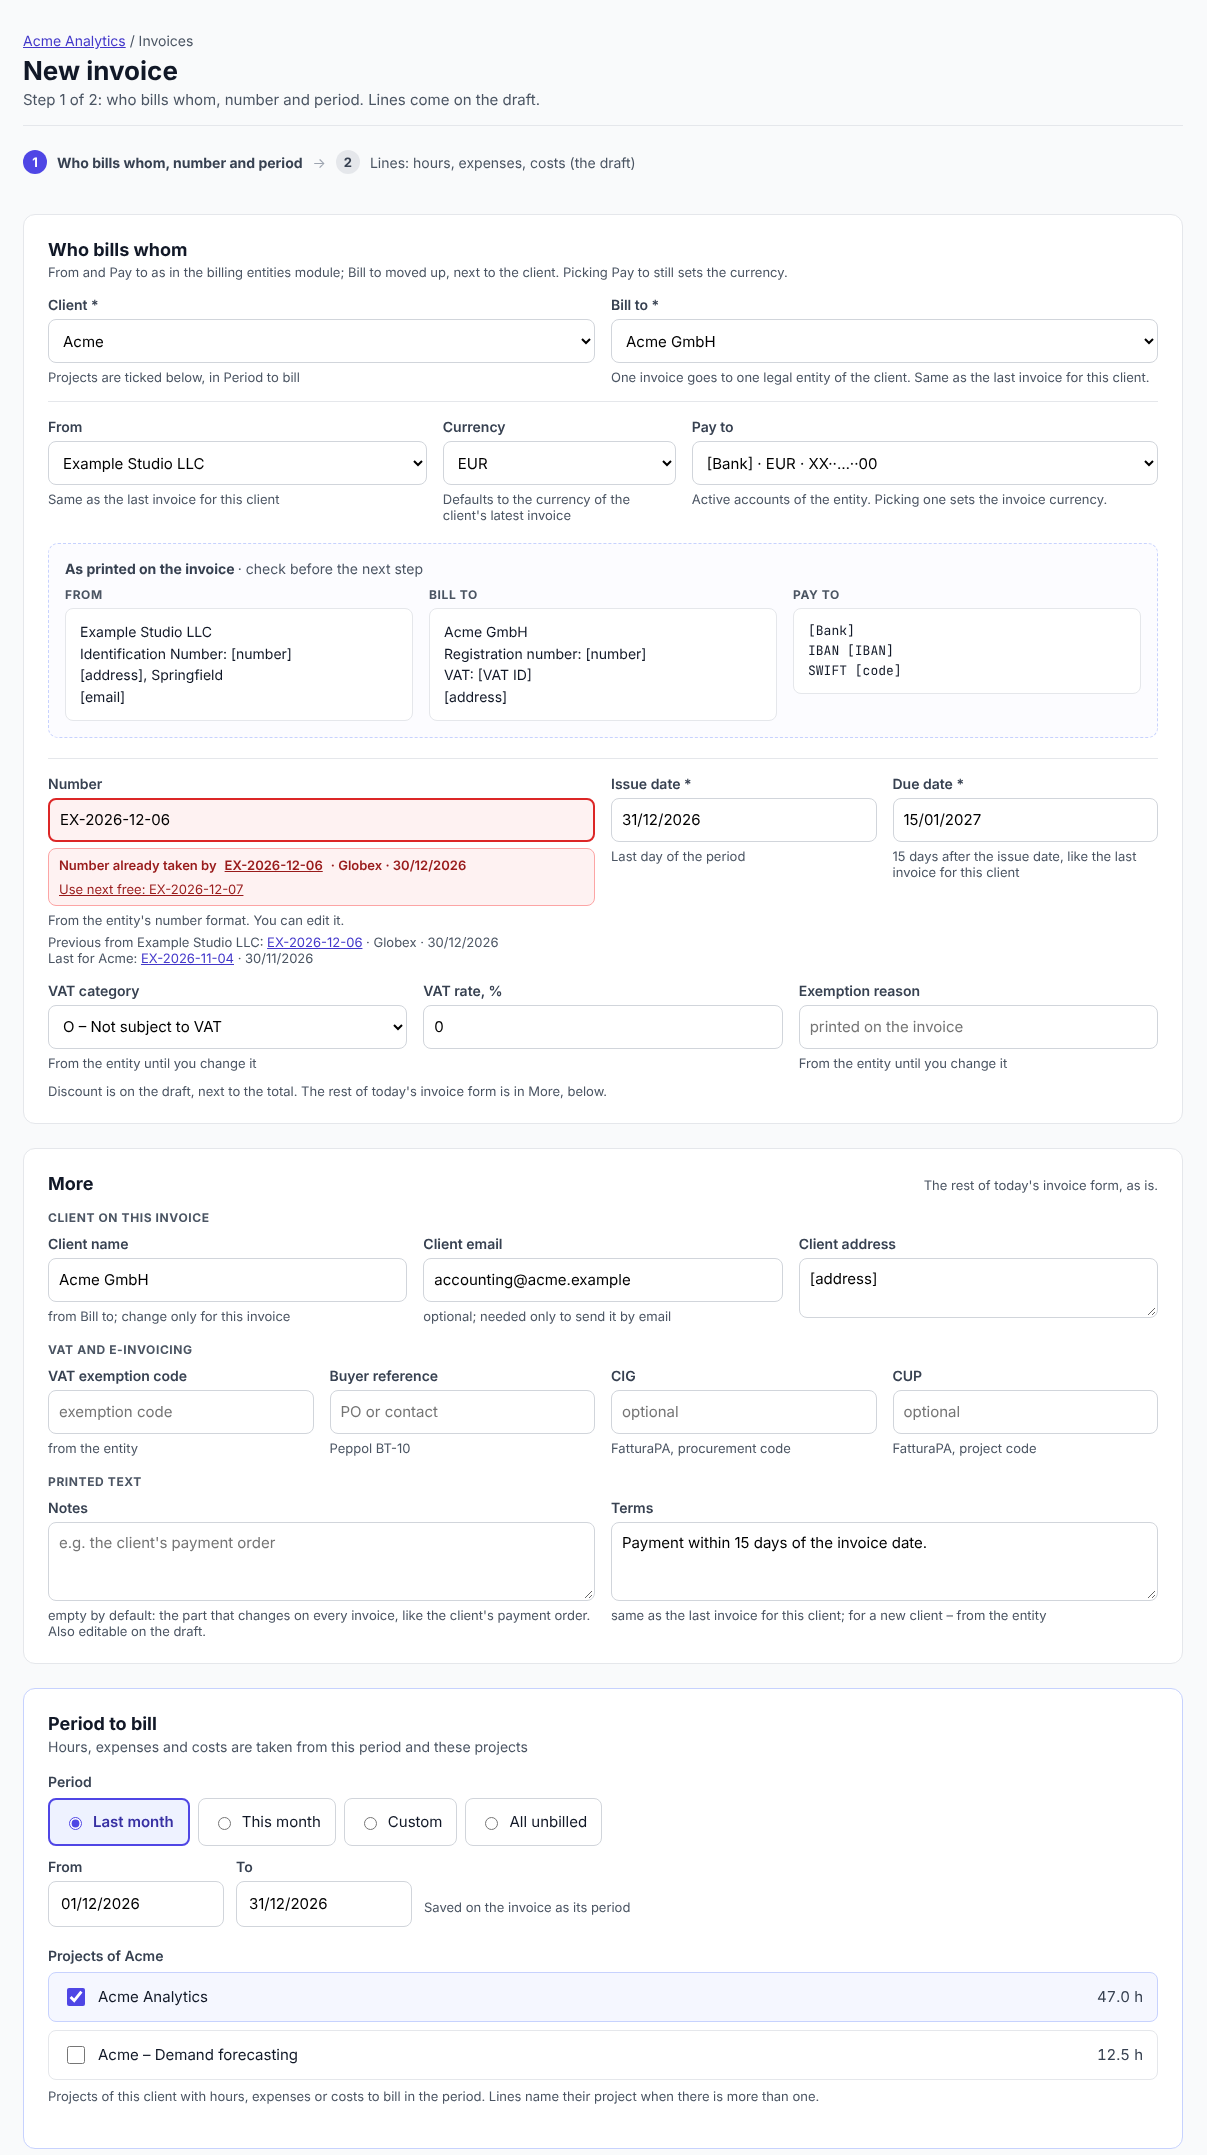 Acme Analytics / Invoices
New invoice
Step 1 of 2: who bills whom, number and period. Lines come on the draft.
1 Who bills whom, number and period → 2 Lines: hours, expenses, costs (the draft)
Who bills whom
From and Pay to as in the billing entities module; Bill to moved up, next to the client. Picking Pay to still sets the currency.
Client *
Acme
Projects are ticked below, in Period to bill
Bill to *
Acme GmbH
One invoice goes to one legal entity of the client. Same as the last invoice for this client.
From
Example Studio LLC
Same as the last invoice for this client
Currency
EUR
Defaults to the currency of the
client's latest invoice
Pay to
[Bank] · EUR · XX··...··00
Active accounts of the entity. Picking one sets the invoice currency.
As printed on the invoice · check before the next step
FROM
Example Studio LLC
Identification Number: [number]
[address], Springfield
[email]
BILL TO
Acme GmbH
Registration number: [number]
VAT: [VAT ID]
[address]
PAY TO
[Bank]
IBAN [IBAN]
SWIFT [code]
Number
EX-2026-12-06
Number already taken by EX-2026-12-06 · Globex · 30/12/2026
Use next free: EX-2026-12-07
From the entity's number format. You can edit it.
Previous from Example Studio LLC: EX-2026-12-06 · Globex · 30/12/2026
Last for Acme: EX-2026-11-04 · 30/11/2026
Issue date *
31/12/2026
Last day of the period
Due date *
15/01/2027
15 days after the issue date, like the last
invoice for this client
VAT category
O – Not subject to VAT
From the entity until you change it
VAT rate, %
0
Exemption reason
printed on the invoice
From the entity until you change it
Discount is on the draft, next to the total. The rest of today's invoice form is in More, below.
More
The rest of today's invoice form, as is.
CLIENT ON THIS INVOICE
Client name
Acme GmbH
from Bill to; change only for this invoice
Client email
accounting@acme.example
optional; needed only to send it by email
Client address
[address]
VAT AND E-INVOICING
VAT exemption code
exemption code
from the entity
Buyer reference
PO or contact
Peppol BT-10
CIG
optional
FatturaPA, procurement code
CUP
optional
FatturaPA, project code
PRINTED TEXT
Notes
e.g. the client's payment order
empty by default: the part that changes on every invoice, like the client's payment order.
Also editable on the draft.
Terms
Payment within 15 days of the invoice date.
same as the last invoice for this client; for a new client – from the entity
Period to bill
Hours, expenses and costs are taken from this period and these projects
Period
Last month
This month
Custom
All unbilled
From
01/12/2026
To
31/12/2026
Saved on the invoice as its period
Projects of Acme
Acme Analytics 47.0 h
Acme – Demand forecasting 12.5 h
Projects of this client with hours, expenses or costs to bill in the period. Lines name their project when there is more than one.